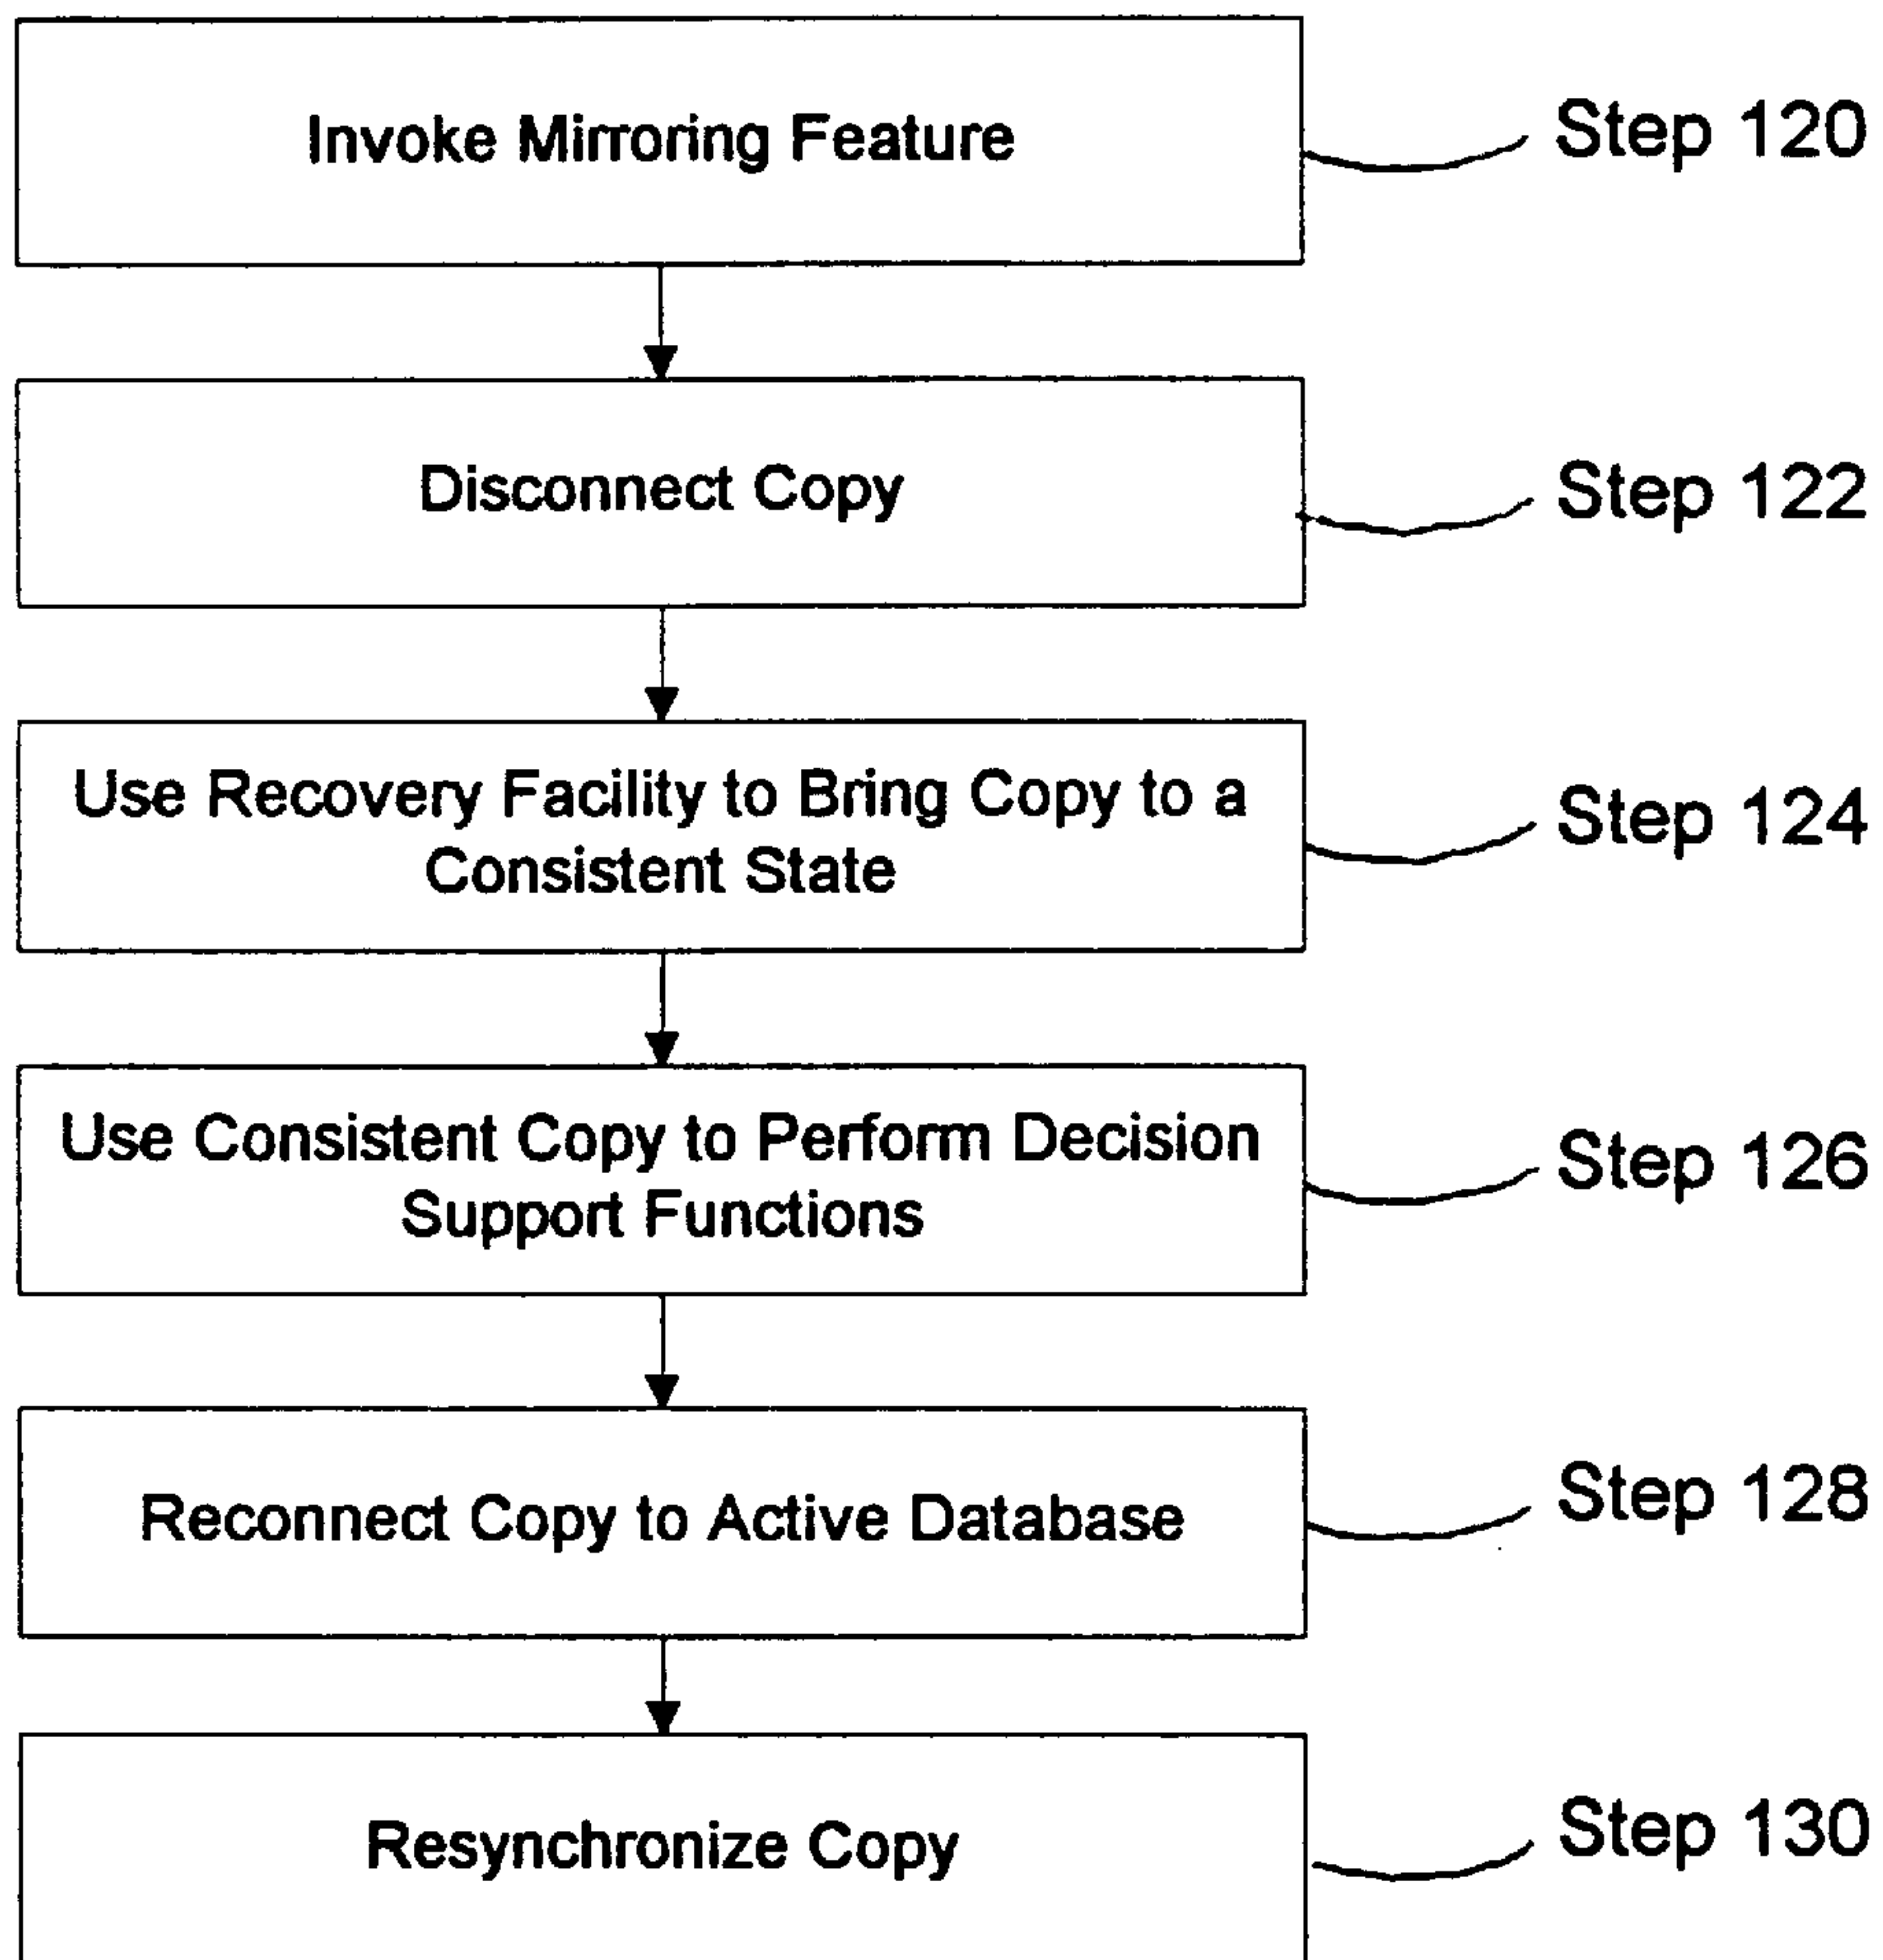 Invoke Mirroring Feature
Step 120
Disconnect Copy
Step 122
Use Recovery Facility to Bring Copy to a
Consistent State
Step 124
Use Consistent Copy to Perform Decision
Support Functions
Step 126
Reconnect Copy to Active Database
Step 128
Resynchronize Copy
Step 130